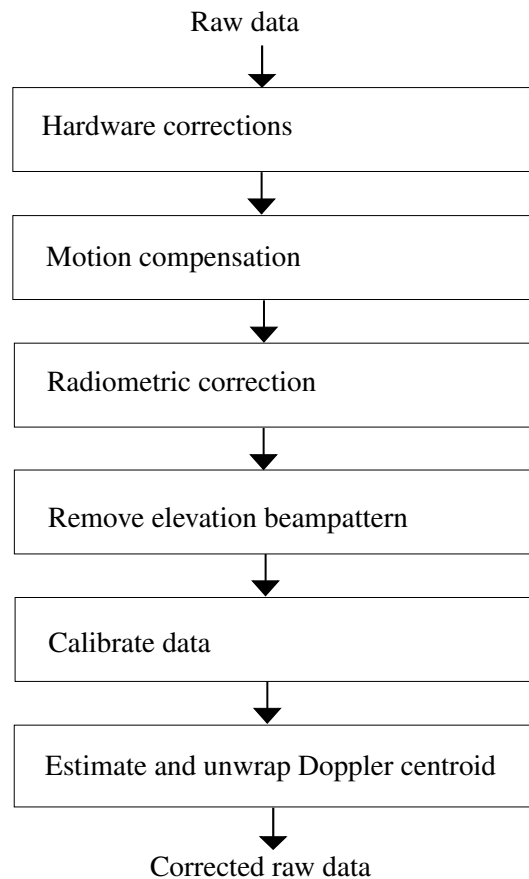 Raw data
Hardware corrections
Motion compensation
Radiometric correction
Remove elevation beampattern
Calibrate data
Estimate and unwrap Doppler centroid
Corrected raw data